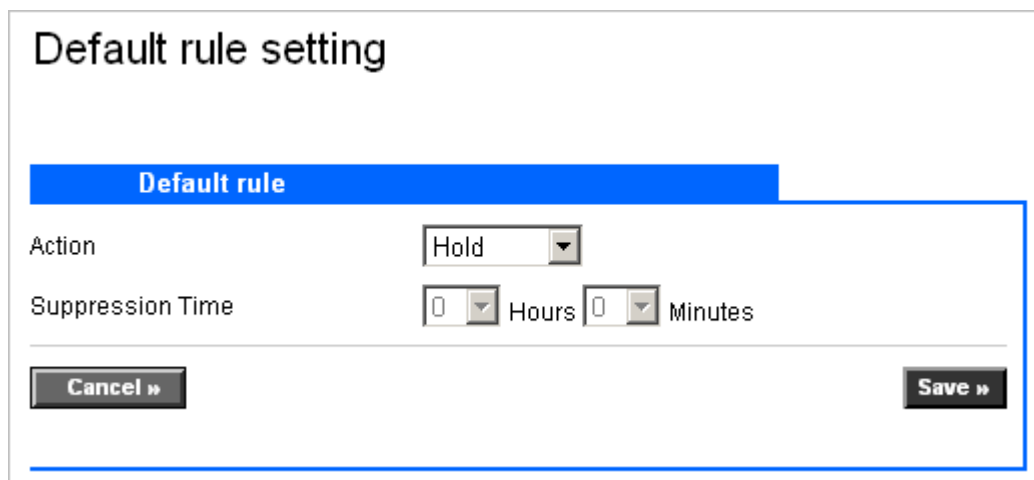 Default rule setting
Default rule
Action Hold
Suppression Time 0 Hours 0 Minutes
Cancel » Save »